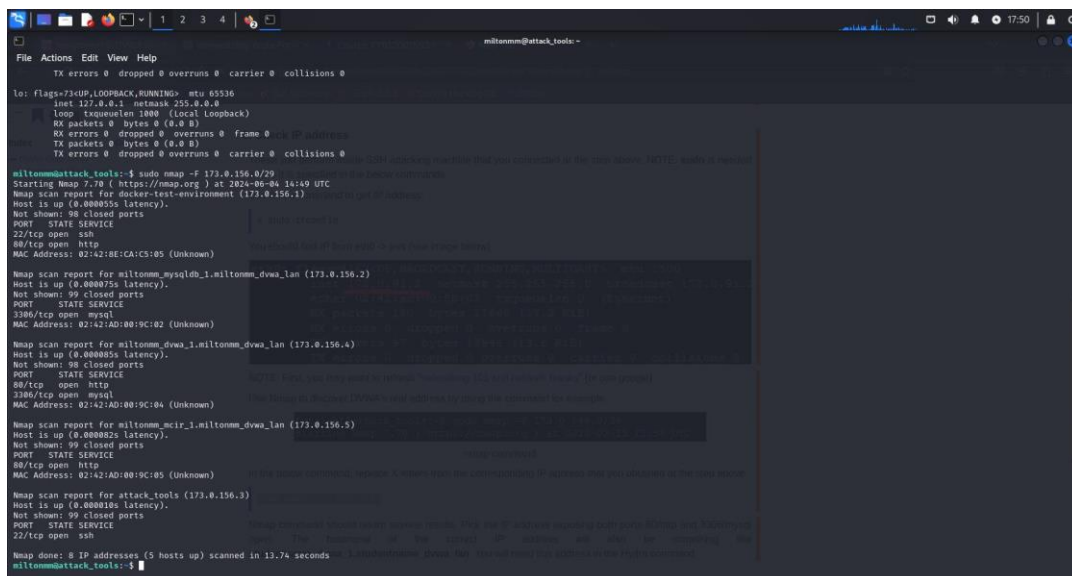 1 2 3 4
17:50
miltonmm@attack_tools: ~
File Actions Edit View Help
TX errors 0 dropped 0 overruns 0 carrier 0 collisions 0
lo: flags=73<UP,LOOPBACK,RUNNING> mtu 65536
inet 127.0.0.1 netmask 255.0.0.0
loop txqueuelen 1000 (Local Loopback)
RX packets 0 bytes 0 (0.0 B)
RX errors 0 dropped 0 overruns 0 frame 0
TX packets 0 bytes 0 (0.0 B)
TX errors 0 dropped 0 overruns 0 carrier 0 collisions 0
miltonmm@attack_tools:~$ sudo nmap -F 173.0.156.0/29
Starting Nmap 7.70 ( https://nmap.org ) at 2024-06-04 14:49 UTC
Nmap scan report for docker-test-environment (173.0.156.1)
Host is up (0.000055s latency).
Not shown: 98 closed ports
PORT STATE SERVICE
22/tcp open ssh
80/tcp open http
MAC Address: 02:42:8E:CA:C5:05 (Unknown)
Nmap scan report for miltonmm_mysqldb_1.miltonmm_dvwa_lan (173.0.156.2)
Host is up (0.000075s latency).
Not shown: 99 closed ports
PORT STATE SERVICE
3306/tcp open mysql
MAC Address: 02:42:AD:00:9C:02 (Unknown)
Nmap scan report for miltonmm_dvwa_1.miltonmm_dvwa_lan (173.0.156.4)
Host is up (0.000085s latency).
Not shown: 98 closed ports
PORT STATE SERVICE
80/tcp open http
3306/tcp open mysql
MAC Address: 02:42:AD:00:9C:04 (Unknown)
Nmap scan report for miltonmm_mcir_1.miltonmm_dvwa_lan (173.0.156.5)
Host is up (0.000082s latency).
Not shown: 99 closed ports
PORT STATE SERVICE
80/tcp open http
MAC Address: 02:42:AD:00:9C:05 (Unknown)
Nmap scan report for attack_tools (173.0.156.3)
Host is up (0.000010s latency).
Not shown: 99 closed ports
PORT STATE SERVICE
22/tcp open ssh
Nmap done: 8 IP addresses (5 hosts up) scanned in 13.74 seconds
miltonmm@attack_tools:~$